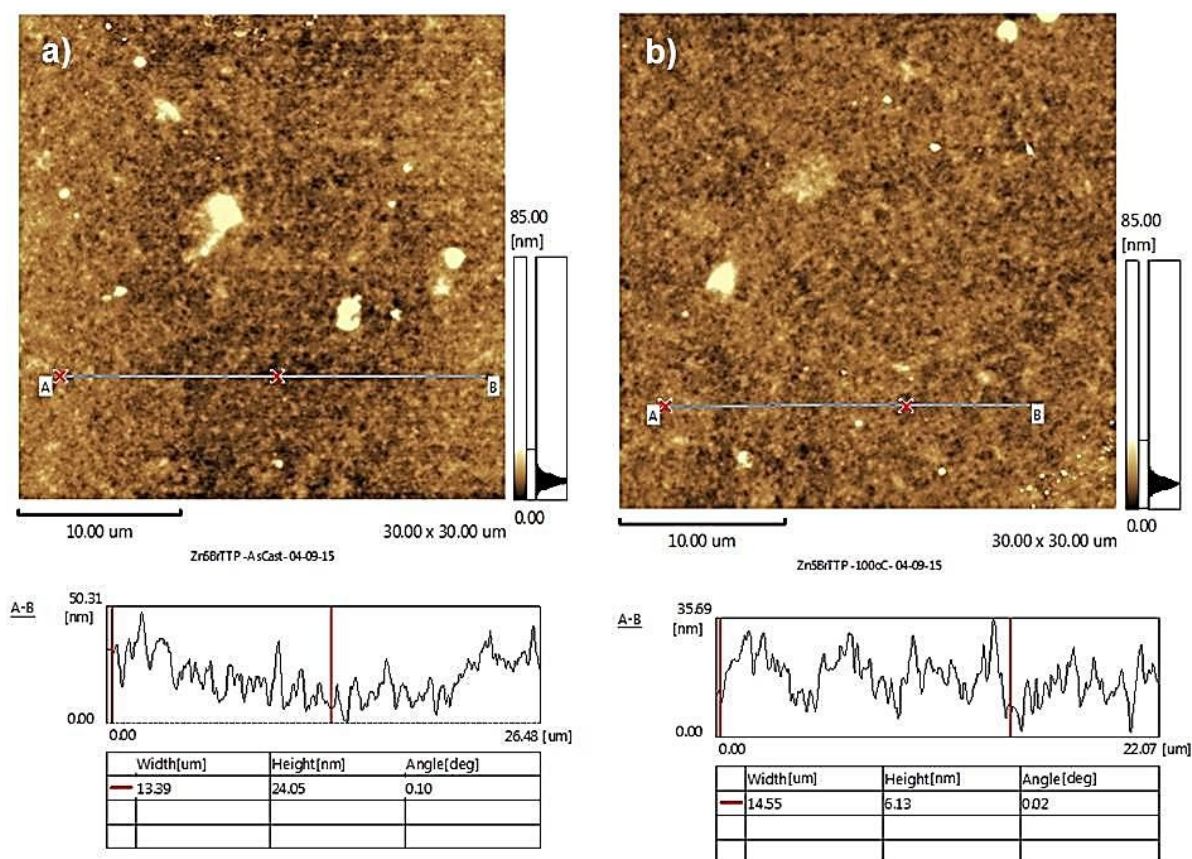 a)
A
B
85.00
[nm]
0.00
10.00 um
30.00 x 30.00 um
Zn5BrTTP -AsCast- 04-09-15
A-B
50.31
[nm]
0.00
0.00
26.48 [um]
Width[um] Height[nm] Angle[deg]
13.39 24.05 0.10
b)
A
B
85.00
[nm]
0.00
10.00 um
30.00 x 30.00 um
Zn5BrTTP -100oC- 04-09-15
A-B
35.69
[nm]
0.00
0.00
22.07 [um]
Width[um] Height[nm] Angle[deg]
14.55 6.13 0.02